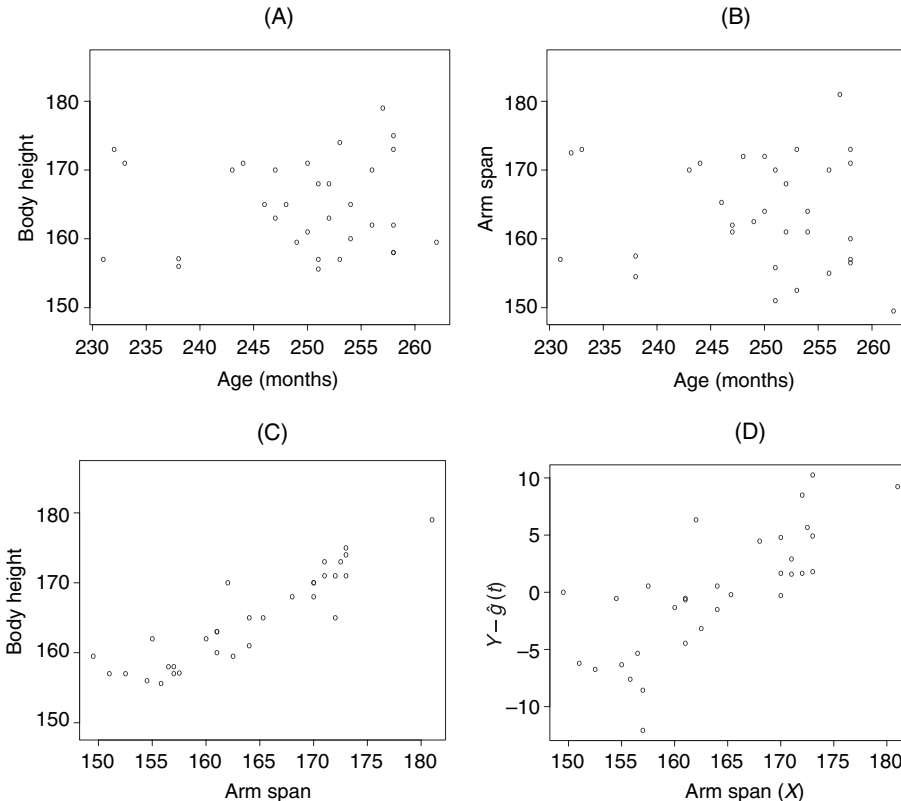 (A)
Body height
180
170
160
150
230 235 240 245 250 255 260
Age (months)
(B)
Arm span
180
170
160
150
230 235 240 245 250 255 260
Age (months)
(C)
Body height
180
170
160
150
150 155 160 165 170 175 180
Arm span
(D)
Y − ĝ (t)
10
5
0
−5
−10
150 155 160 165 170 175 180
Arm span (X)